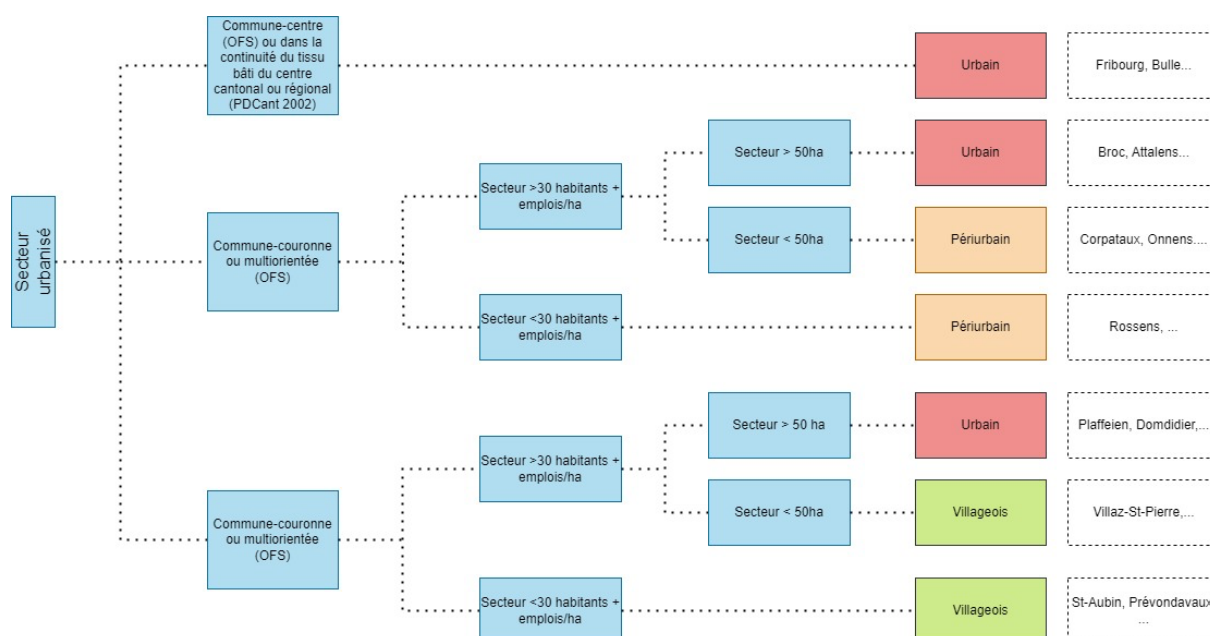 Secteur
urbanisé
Commune-centre
(OFS) ou dans la
continuité du tissu
bâti du centre
cantonal ou régional
(PDCant 2002)
Urbain
Fribourg, Bulle...
Commune-couronne
ou multiorientée
(OFS)
Secteur >30 habitants +
emplois/ha
Secteur > 50ha
Urbain
Broc, Attalens...
Secteur < 50ha
Périurbain
Corpataux, Onnens....
Secteur <30 habitants +
emplois/ha
Périurbain
Rossens, ...
Commune-couronne
ou multiorientée
(OFS)
Secteur >30 habitants +
emplois/ha
Secteur > 50 ha
Urbain
Plaffeien, Domdidier,...
Secteur < 50ha
Villageois
Villaz-St-Pierre,...
Secteur <30 habitants +
emplois/ha
Villageois
St-Aubin, Prévondavaux
...